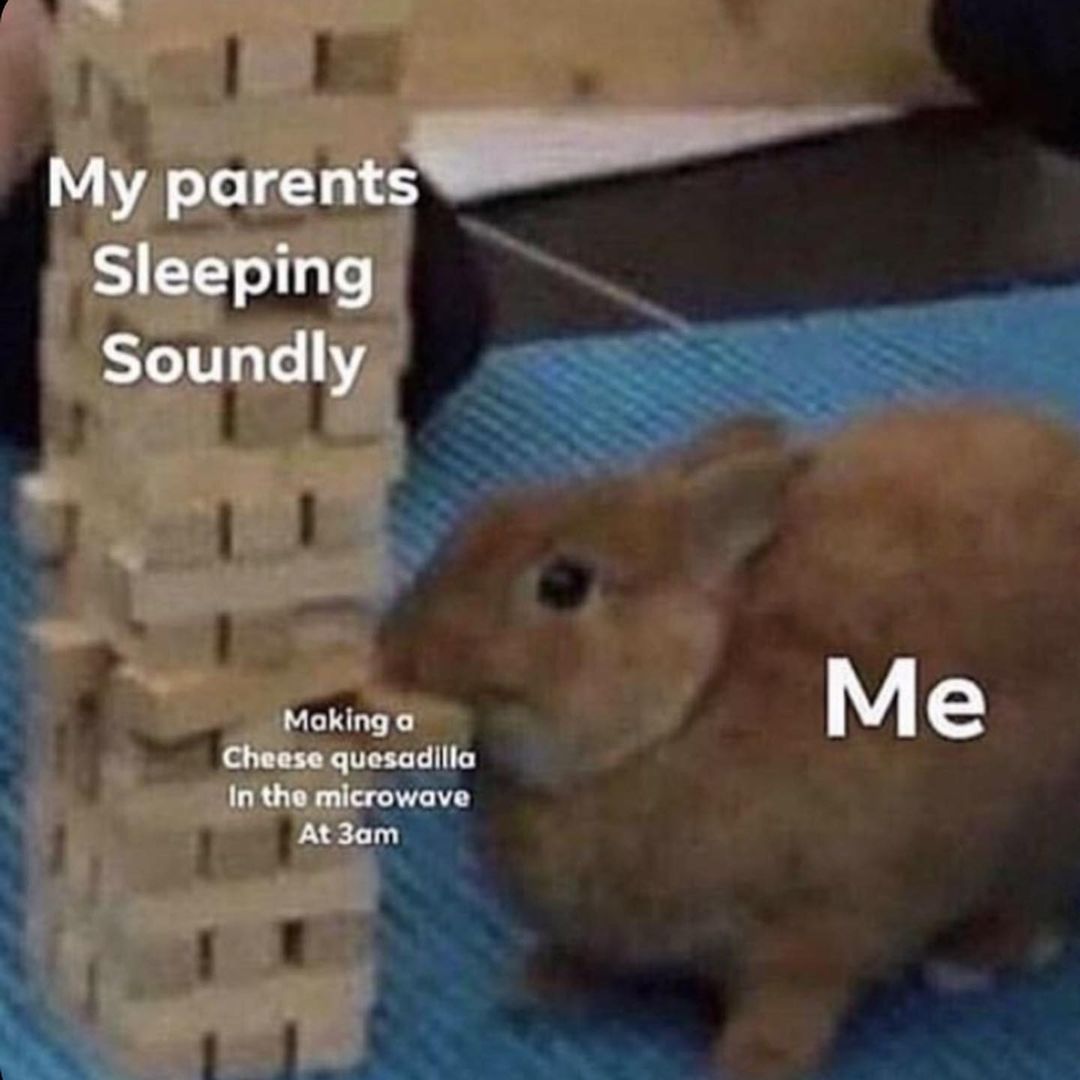 My parents
Sleeping
Soundly
Me
Making a
Cheese quesadilla
In the microwave
At 3am